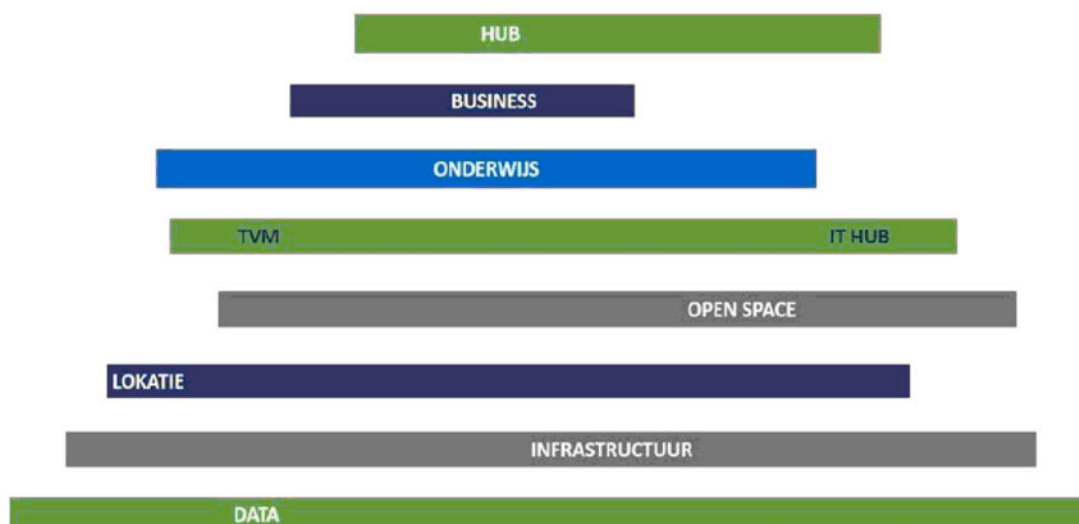 HUB
BUSINESS
ONDERWIJS
TVM IT HUB
OPEN SPACE
LOKATIE
INFRASTRUCTUUR
DATA